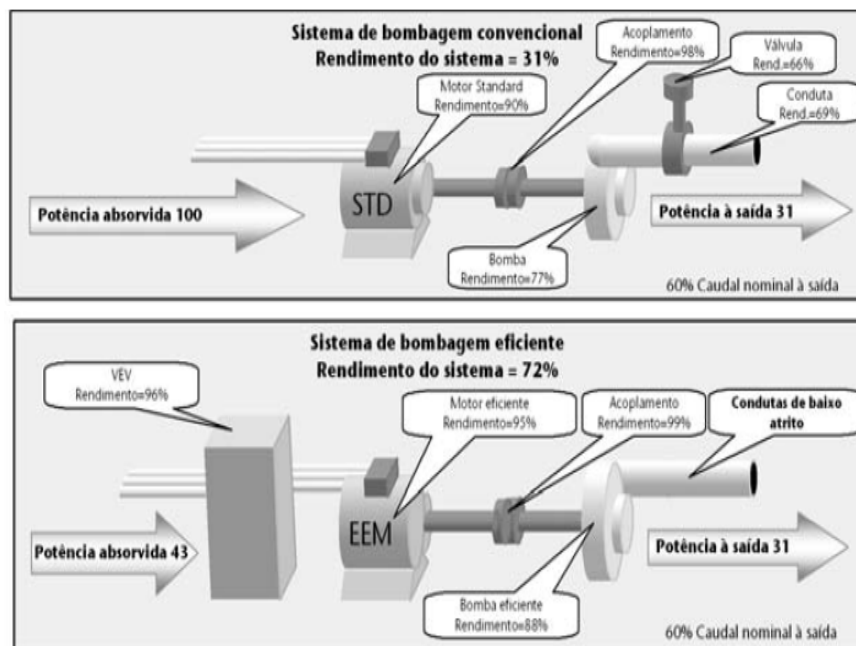 Sistema de bombagem convencional
Rendimento do sistema = 31%
Acoplamento
Rendimento=98%
Válvula
Rend.=66%
Motor Standard
Rendimento=90%
Conduta
Rend.=69%
Potência absorvida 100
STD
Potência à saída 31
Bomba
Rendimento=77%
60% Caudal nominal à saída
Sistema de bombagem eficiente
Rendimento do sistema = 72%
VEV
Rendimento=96%
Motor eficiente
Rendimento=95%
Acoplamento
Rendimento=99%
Condutas de baixo
atrito
Potência absorvida 43
EEM
Potência à saída 31
Bomba eficiente
Rendimento=88%
60% Caudal nominal à saída